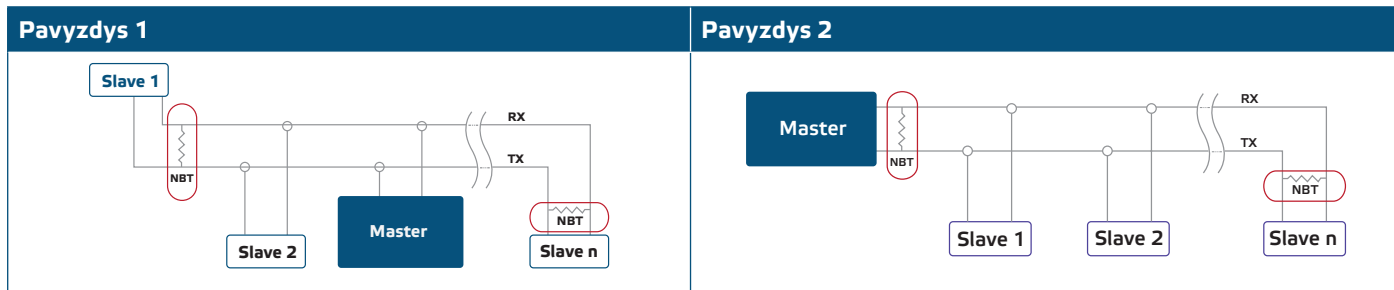 Pavyzdys 1
Slave 1
RX
TX
NBT
NBT
Master
Slave 2
Slave n
Pavyzdys 2
Master
RX
TX
NBT
NBT
Slave 1
Slave 2
Slave n